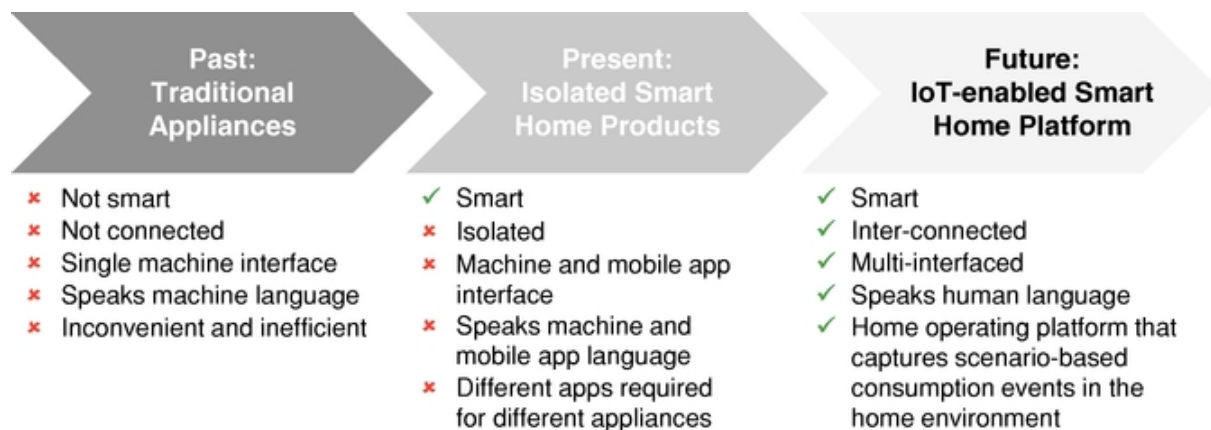 Past:
Traditional
Appliances
Not smart
Not connected
Single machine interface
Speaks machine language
Inconvenient and inefficient
Present:
Isolated Smart
Home Products
Smart
Isolated
Machine and mobile app
interface
Speaks machine and
mobile app language
Different apps required
for different appliances
Future:
IoT-enabled Smart
Home Platform
Smart
Inter-connected
Multi-interfaced
Speaks human language
Home operating platform that
captures scenario-based
consumption events in the
home environment